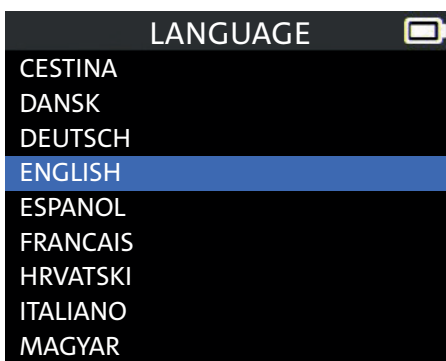 LANGUAGE
CESTINA
DANSK
DEUTSCH
ENGLISH
ESPANOL
FRANCAIS
HRVATSKI
ITALIANO
MAGYAR